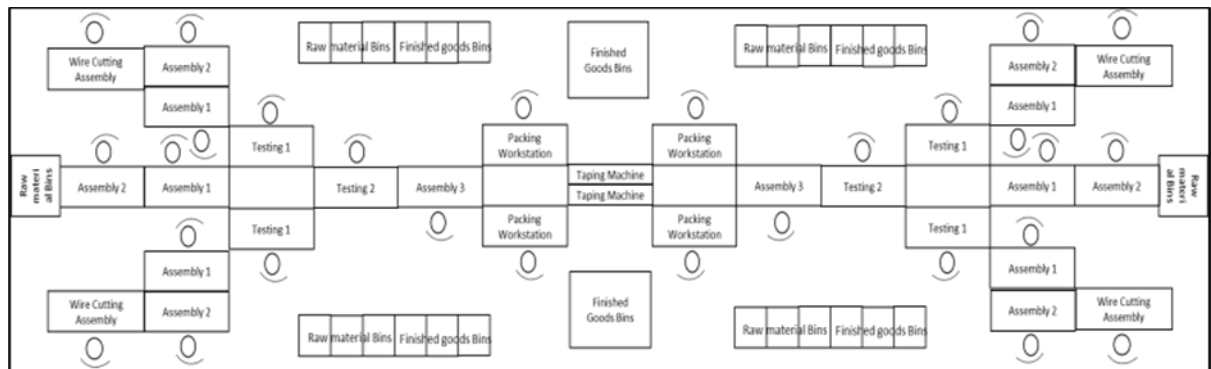 Raw material Bins Finished goods Bins
Finished
Goods Bins
Raw material Bins Finished goods Bins
Wire Cutting
Assembly
Assembly 2
Assembly 2
Wire Cutting
Assembly
Assembly 1
Assembly 1
Testing 1
Packing
Workstation
Packing
Workstation
Testing 1
Raw
materi
al Bins
Assembly 2
Assembly 1
Testing 2
Assembly 3
Taping Machine
Taping Machine
Assembly 3
Testing 2
Assembly 1
Assembly 2
Raw
materi
al Bins
Testing 1
Packing
Workstation
Packing
Workstation
Testing 1
Assembly 1
Assembly 1
Wire Cutting
Assembly
Assembly 2
Finished
Goods Bins
Assembly 2
Wire Cutting
Assembly
Raw material Bins Finished goods Bins
Raw material Bins Finished goods Bins